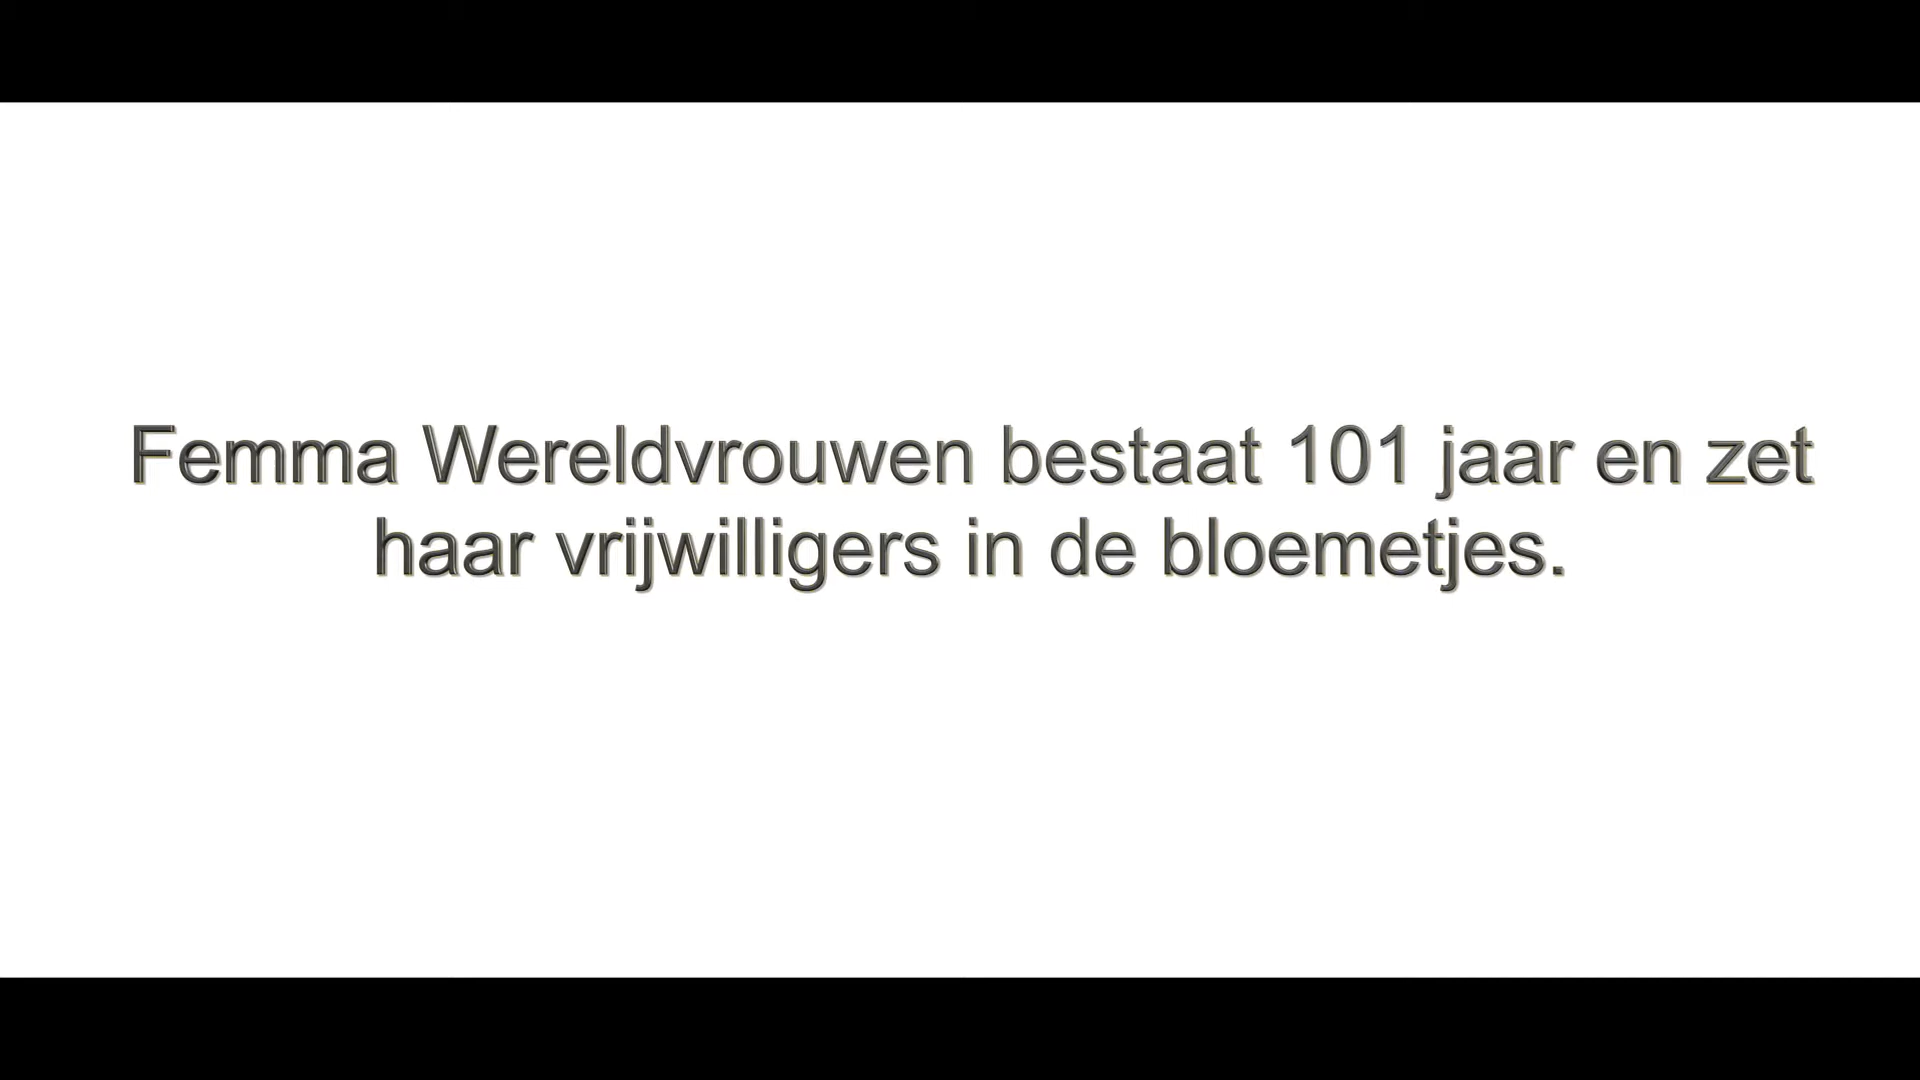 Femma Wereldvrouwen bestaat 101 jaar en zet
haar vrijwilligers in de bloemetjes.